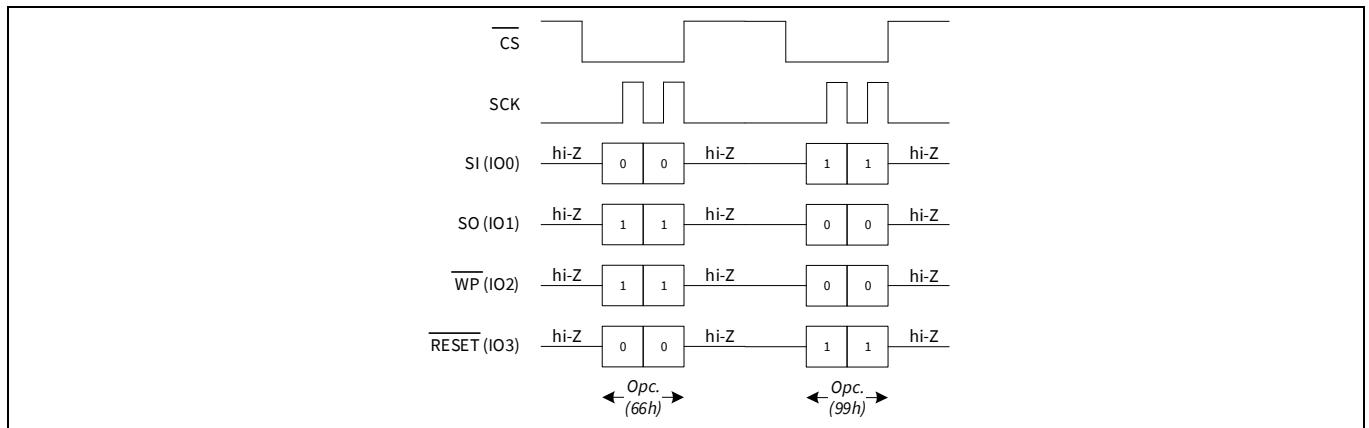 CS
SCK
SI (IO0) hi-Z 0 0 hi-Z 1 1 hi-Z
SO (IO1) hi-Z 1 1 hi-Z 0 0 hi-Z
WP (IO2) hi-Z 1 1 hi-Z 0 0 hi-Z
RESET (IO3) hi-Z 0 0 hi-Z 1 1 hi-Z
Opc. Opc.
(66h) (99h)